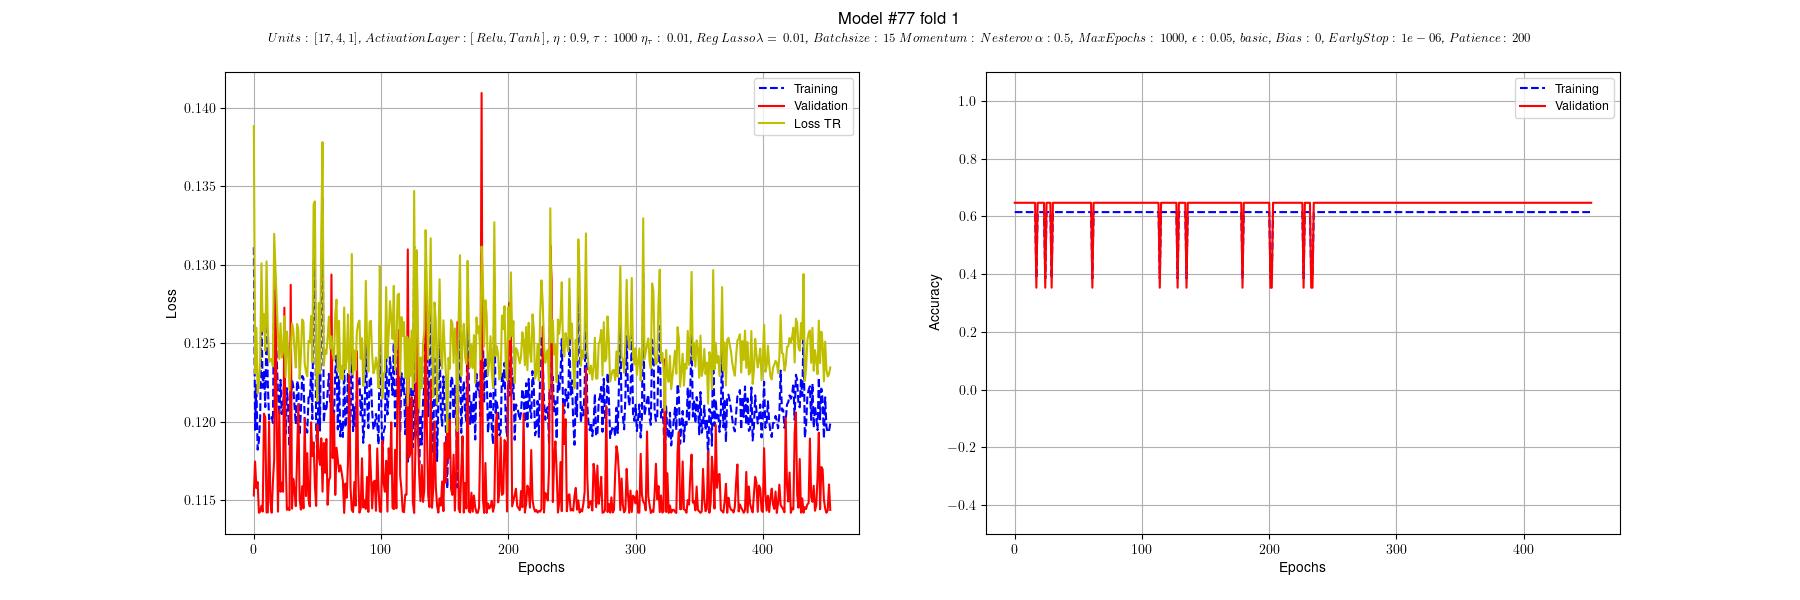 Model #77 fold 1
Units : [17, 4, 1], ActivationLayer : [ Relu, Tanh ], η : 0.9, τ : 1000 η_τ : 0.01, Reg Lasso λ = 0.01, Batchsize : 15 Momentum : Nesterov α : 0.5, MaxEpochs : 1000, ϵ : 0.05, basic, Bias : 0, EarlyStop : 1e − 06, Patience : 200
Training
Validation
Loss TR
0.140
0.135
0.130
0.125
0.120
0.115
Loss
0 100 200 300 400
Epochs
Training
Validation
1.0
0.8
0.6
0.4
0.2
0.0
−0.2
−0.4
Accuracy
0 100 200 300 400
Epochs